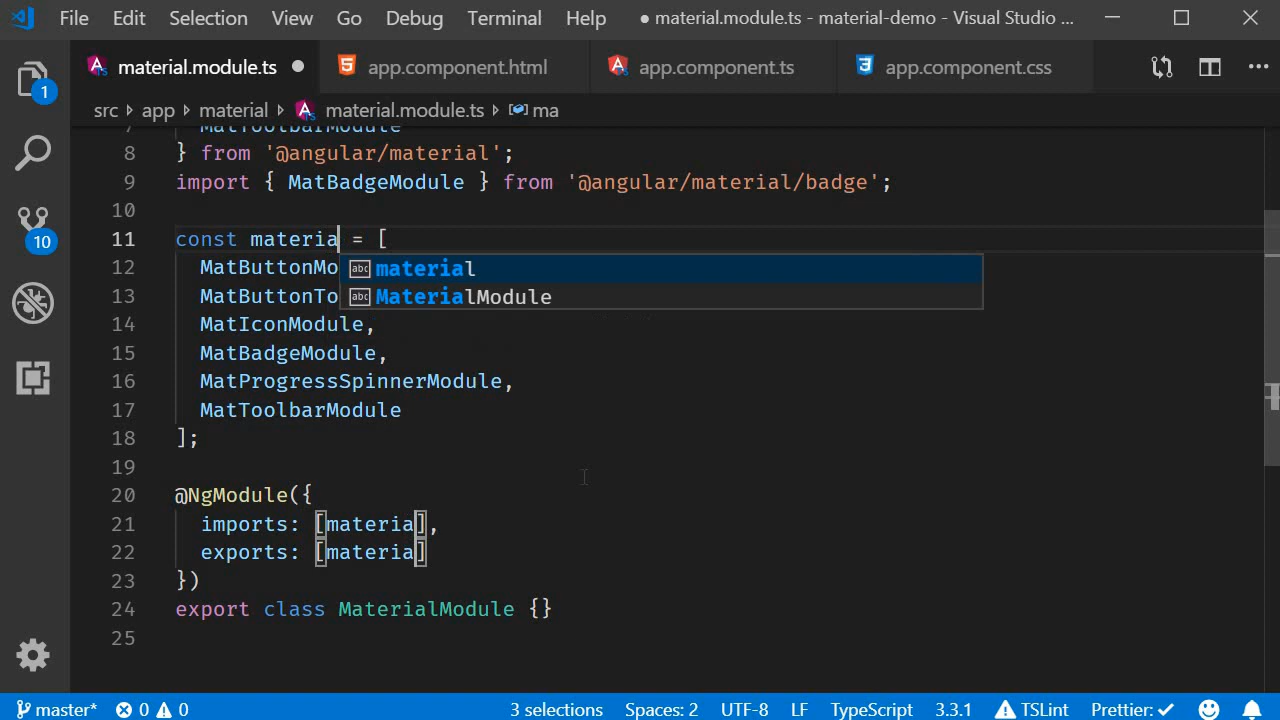 File Edit Selection View Go Debug Terminal Help ● material.module.ts - material-demo - Visual Studio ...
material.module.ts ● app.component.html app.component.ts app.component.css
src > app > material > material.module.ts > ma
1
10
7 MatToolbarModule
8 } from '@angular/material';
9 import { MatBadgeModule } from '@angular/material/badge';
10
11 const materia = [
12 MatButtonMo
abc material
13 MatButtonTo
abc MaterialModule
14 MatIconModule,
15 MatBadgeModule,
16 MatProgressSpinnerModule,
17 MatToolbarModule
18 ];
19
20 @NgModule({
21 imports: [materia],
22 exports: [materia]
23 })
24 export class MaterialModule {}
25
master* 0 0 3 selections Spaces: 2 UTF-8 LF TypeScript 3.3.1 TSLint Prettier: ✓